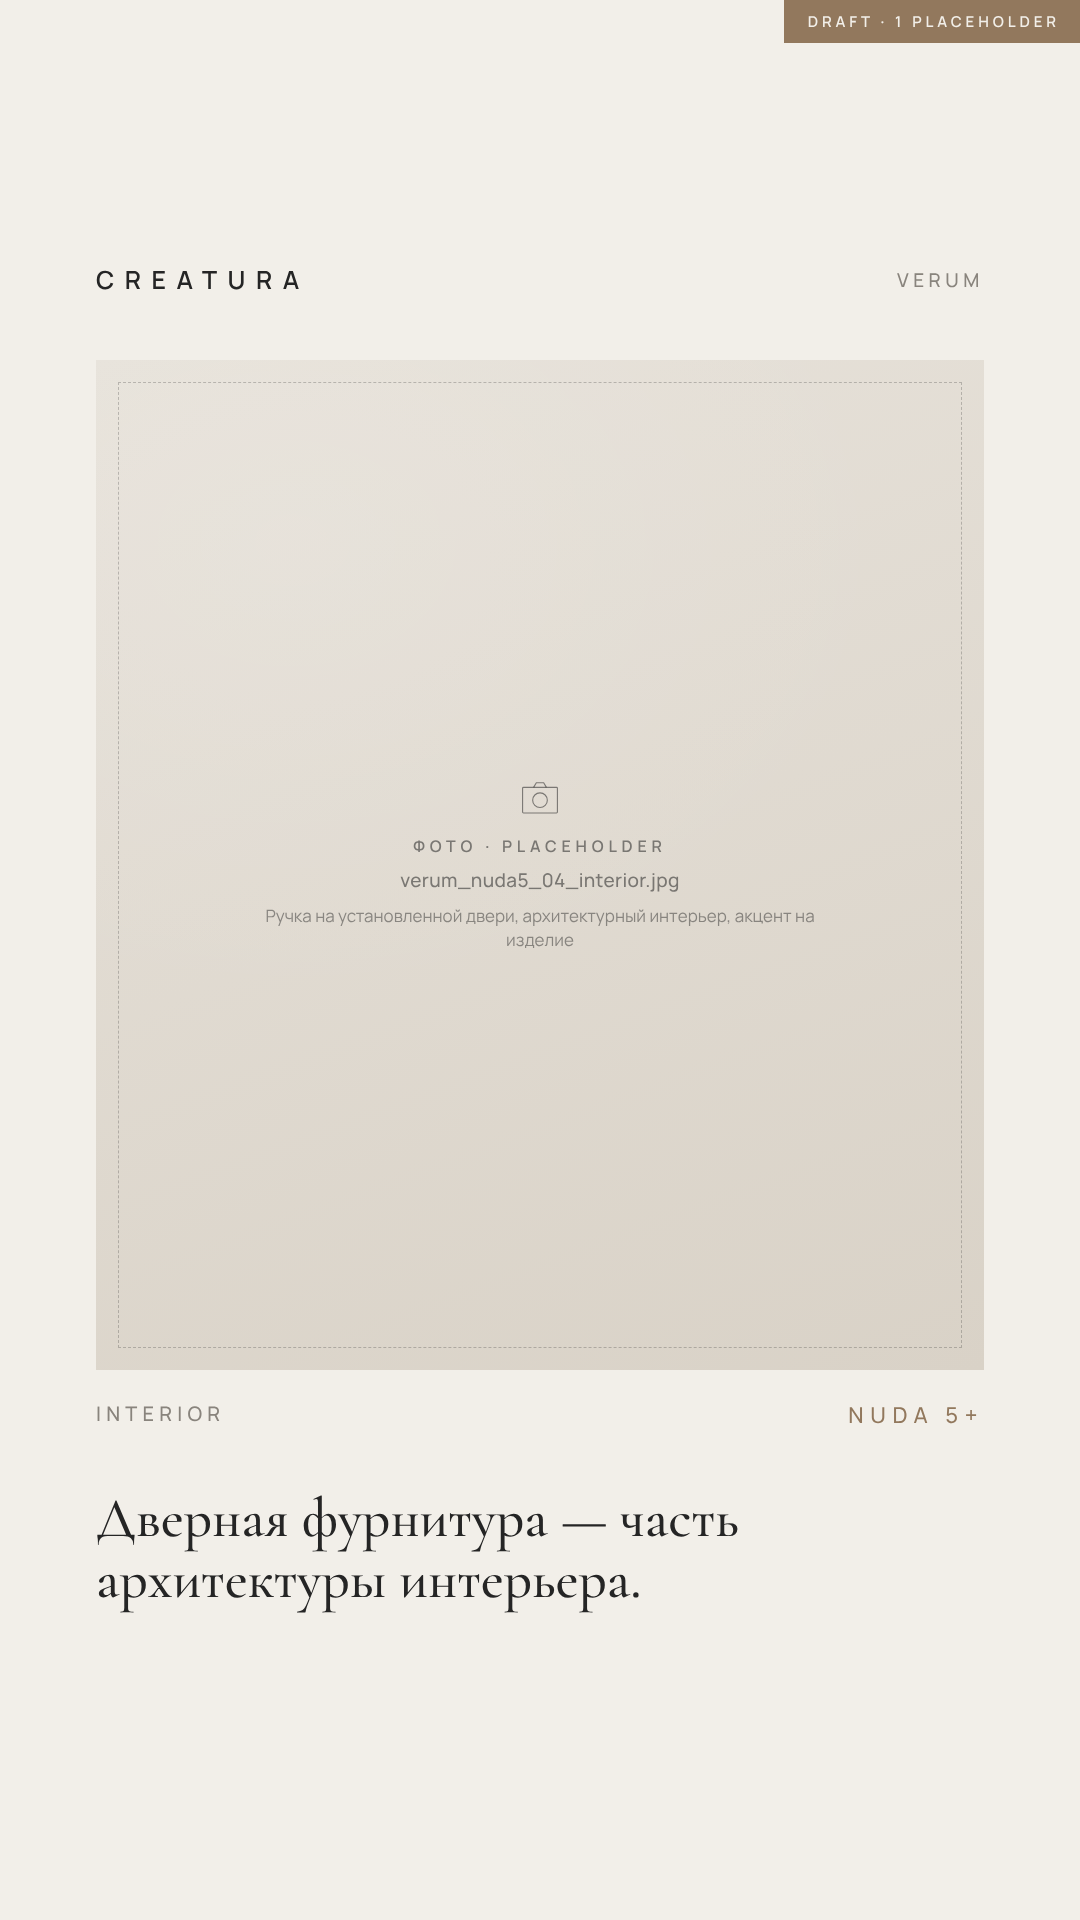 DRAFT · 1 PLACEHOLDER
CREATURA
VERUM
ФОТО · PLACEHOLDER
verum_nuda5_04_interior.jpg
Ручка на установленной двери, архитектурный интерьер, акцент на
изделие
INTERIOR
NUDA 5+
Дверная фурнитура — часть
архитектуры интерьера.